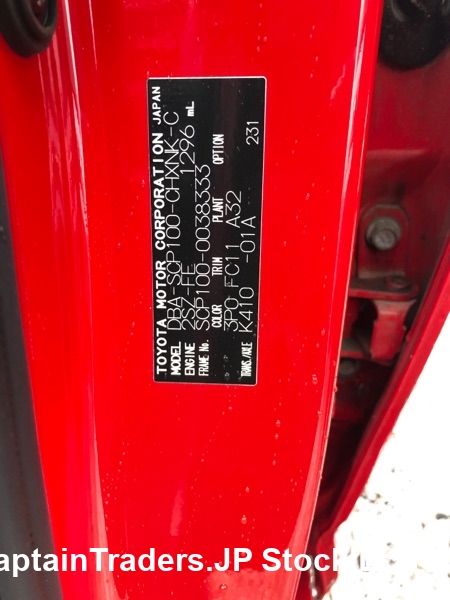 TOYOTA MOTOR CORPORATION JAPAN
MODEL DBA-SCP100-CHXNK-C
ENGINE 2SZ-FE 1296 mL
FRAME No. SCP100-0038333
COLOR TRIM PLANT OPTION
3P0 FC11 A32 231
TRANS./AXLE K410 -01A
aptainTraders.JP Stock